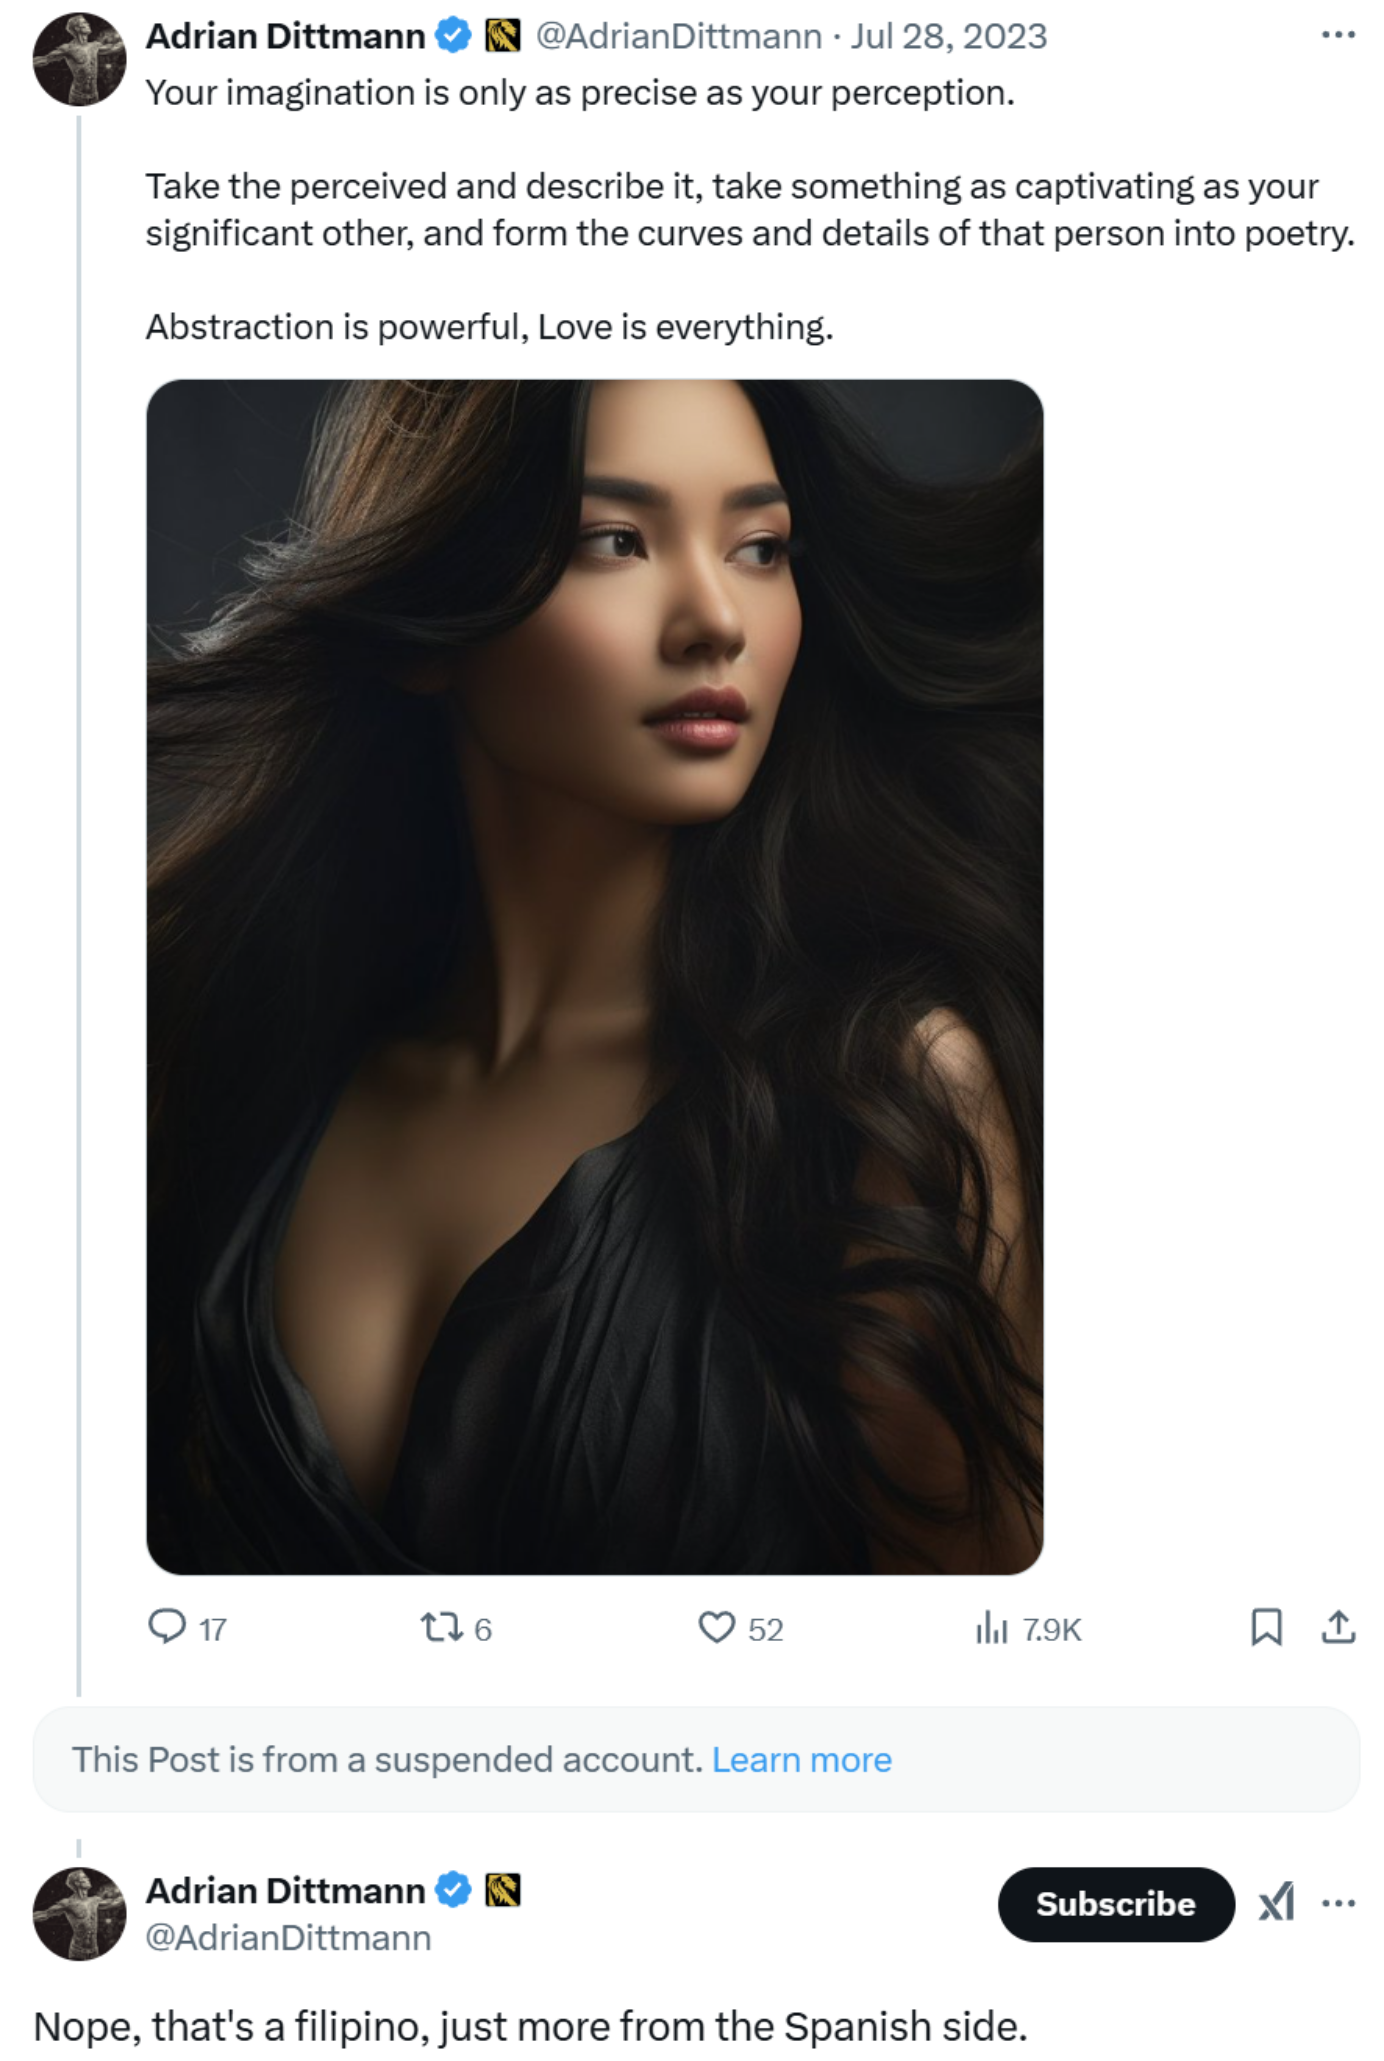 Adrian Dittmann @AdrianDittmann · Jul 28, 2023
Your imagination is only as precise as your perception.
Take the perceived and describe it, take something as captivating as your
significant other, and form the curves and details of that person into poetry.
Abstraction is powerful, Love is everything.
17 6 52 7.9K
This Post is from a suspended account. Learn more
Adrian Dittmann
Subscribe
@AdrianDittmann
Nope, that's a filipino, just more from the Spanish side.